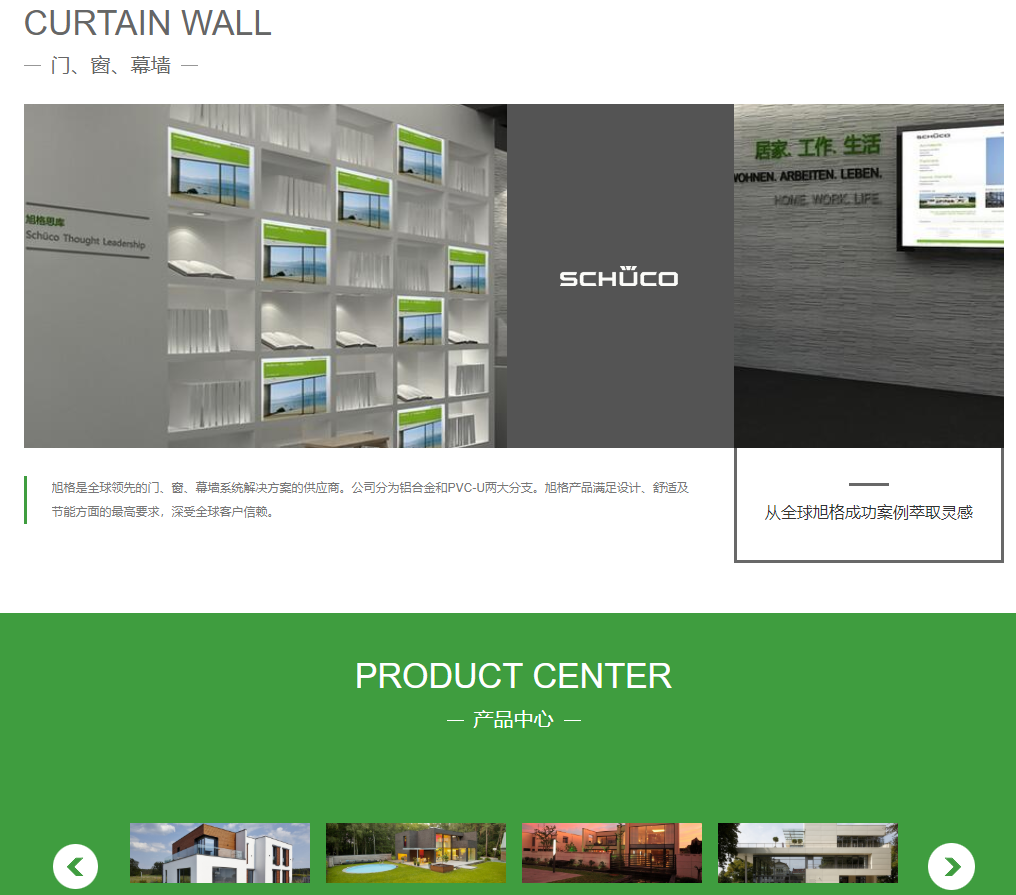 CURTAIN WALL
— 门、窗、幕墙 —
旭格思库
Schüco Thought Leadership
居家. 工作. 生活
WOHNEN. ARBEITEN. LEBEN.
HOME. WORK. LIFE.
SCHÜCO
SCHÜCO
旭格是全球领先的门、窗、幕墙系统解决方案的供应商。公司分为铝合金和PVC-U两大分支。旭格产品满足设计、舒适及
节能方面的最高要求，深受全球客户信赖。
从全球旭格成功案例萃取灵感
PRODUCT CENTER
— 产品中心 —